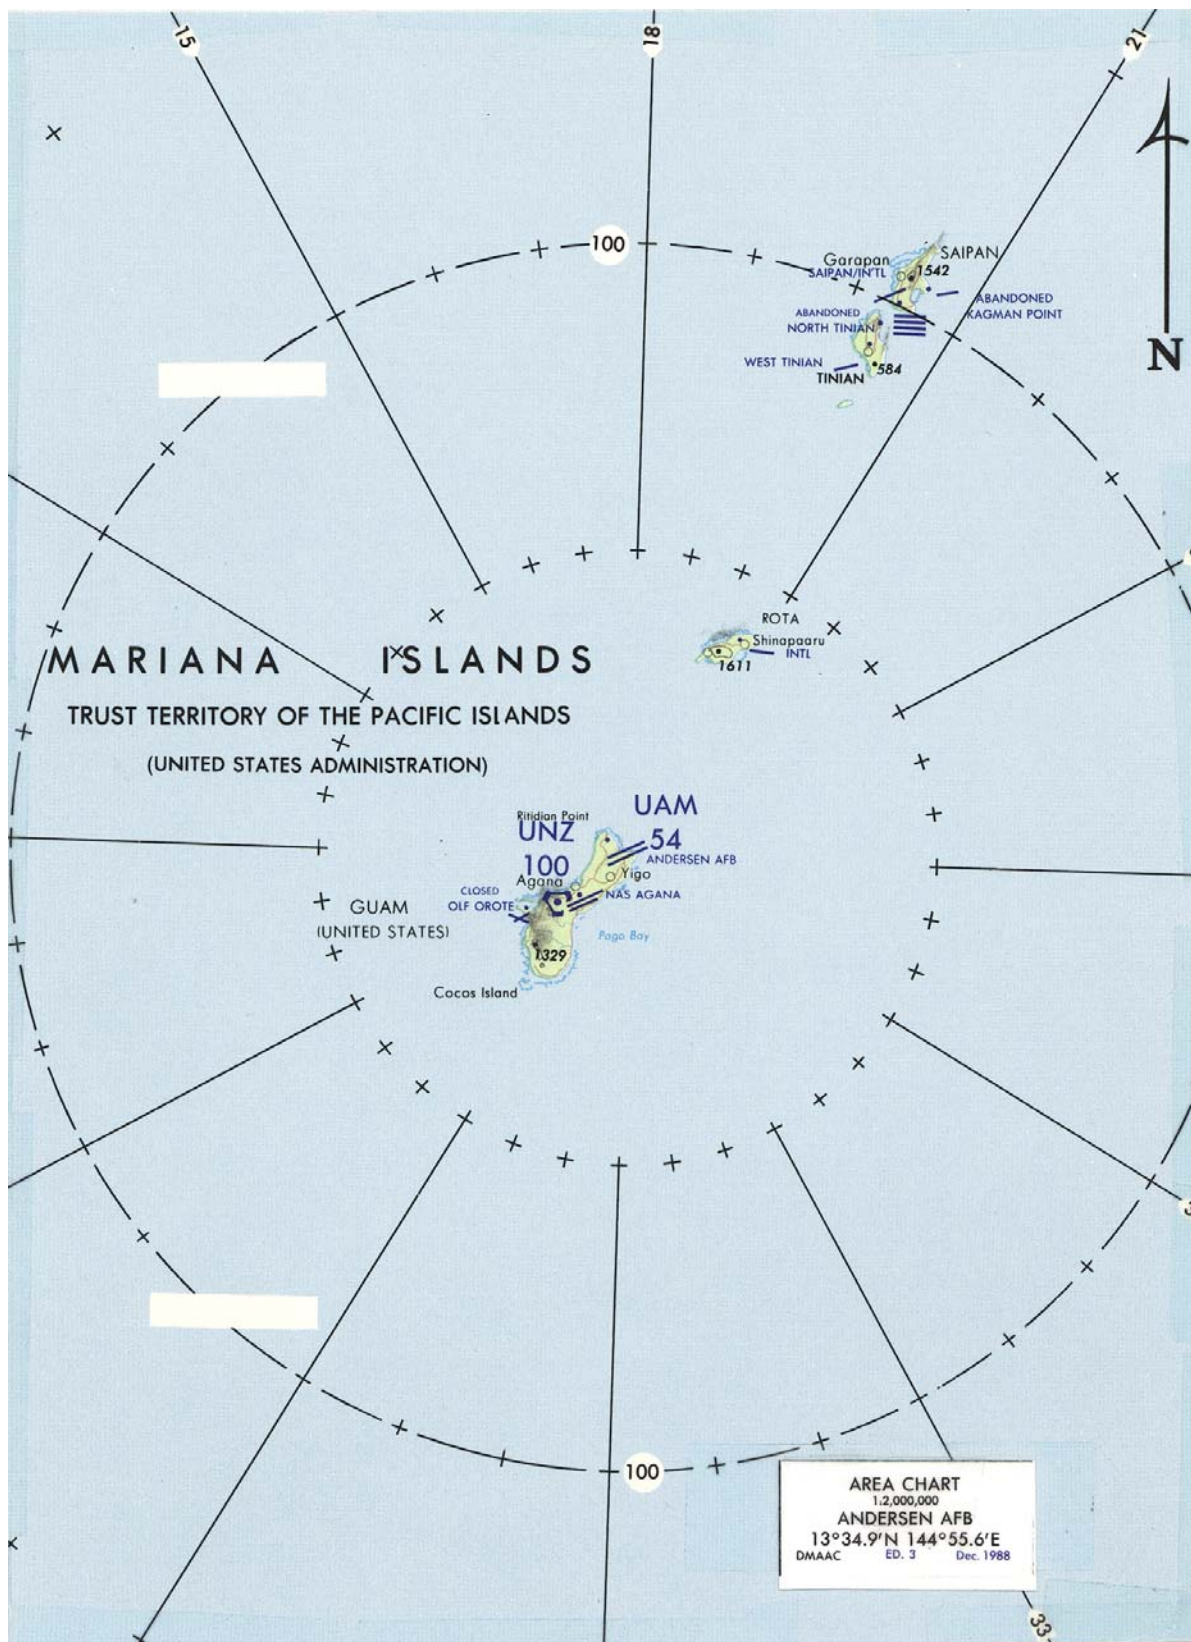 15
18
21
100
Garapan
SAIPAN
SAIPAN/IN'TL
1542
ABANDONED
KAGMAN POINT
ABANDONED
NORTH TINIAN
WEST TINIAN
TINIAN
584
N
ROTA
Shinapaaru
INTL
1611
MARIANA ISLANDS
TRUST TERRITORY OF THE PACIFIC ISLANDS
(UNITED STATES ADMINISTRATION)
Ritidian Point
UAM
54
UNZ
100
ANDERSEN AFB
Agana
Yigo
CLOSED
OLF OROTE
NAS AGANA
GUAM
(UNITED STATES)
Pago Bay
1329
Cocos Island
100
AREA CHART
1:2,000,000
ANDERSEN AFB
13°34.9'N 144°55.6'E
DMAAC ED. 3 Dec. 1988
33